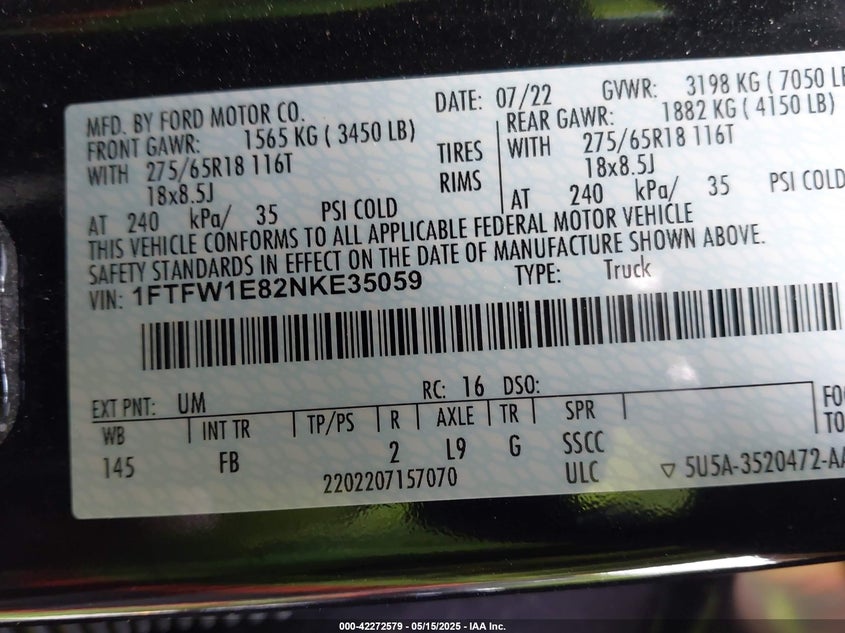 MFD. BY FORD MOTOR CO. DATE: 07/22 GVWR: 3198 KG ( 7050 LB
FRONT GAWR: 1565 KG ( 3450 LB) REAR GAWR: 1882 KG ( 4150 LB)
WITH 275/65R18 116T TIRES WITH 275/65R18 116T
18x8.5J RIMS 18x8.5J
AT 240 kPa/ 35 PSI COLD AT 240 kPa/ 35 PSI COLD
THIS VEHICLE CONFORMS TO ALL APPLICABLE FEDERAL MOTOR VEHICLE
SAFETY STANDARDS IN EFFECT ON THE DATE OF MANUFACTURE SHOWN ABOVE.
VIN: 1FTFW1E82NKE35059 TYPE: Truck
EXT PNT: UM RC: 16 DSO:
WB INT TR TP/PS R AXLE TR SPR
145 FB 2 L9 G SSCC
2202207157070 ULC
5U5A-3520472-AA
000-42272579 - 05/15/2025 - IAA Inc.